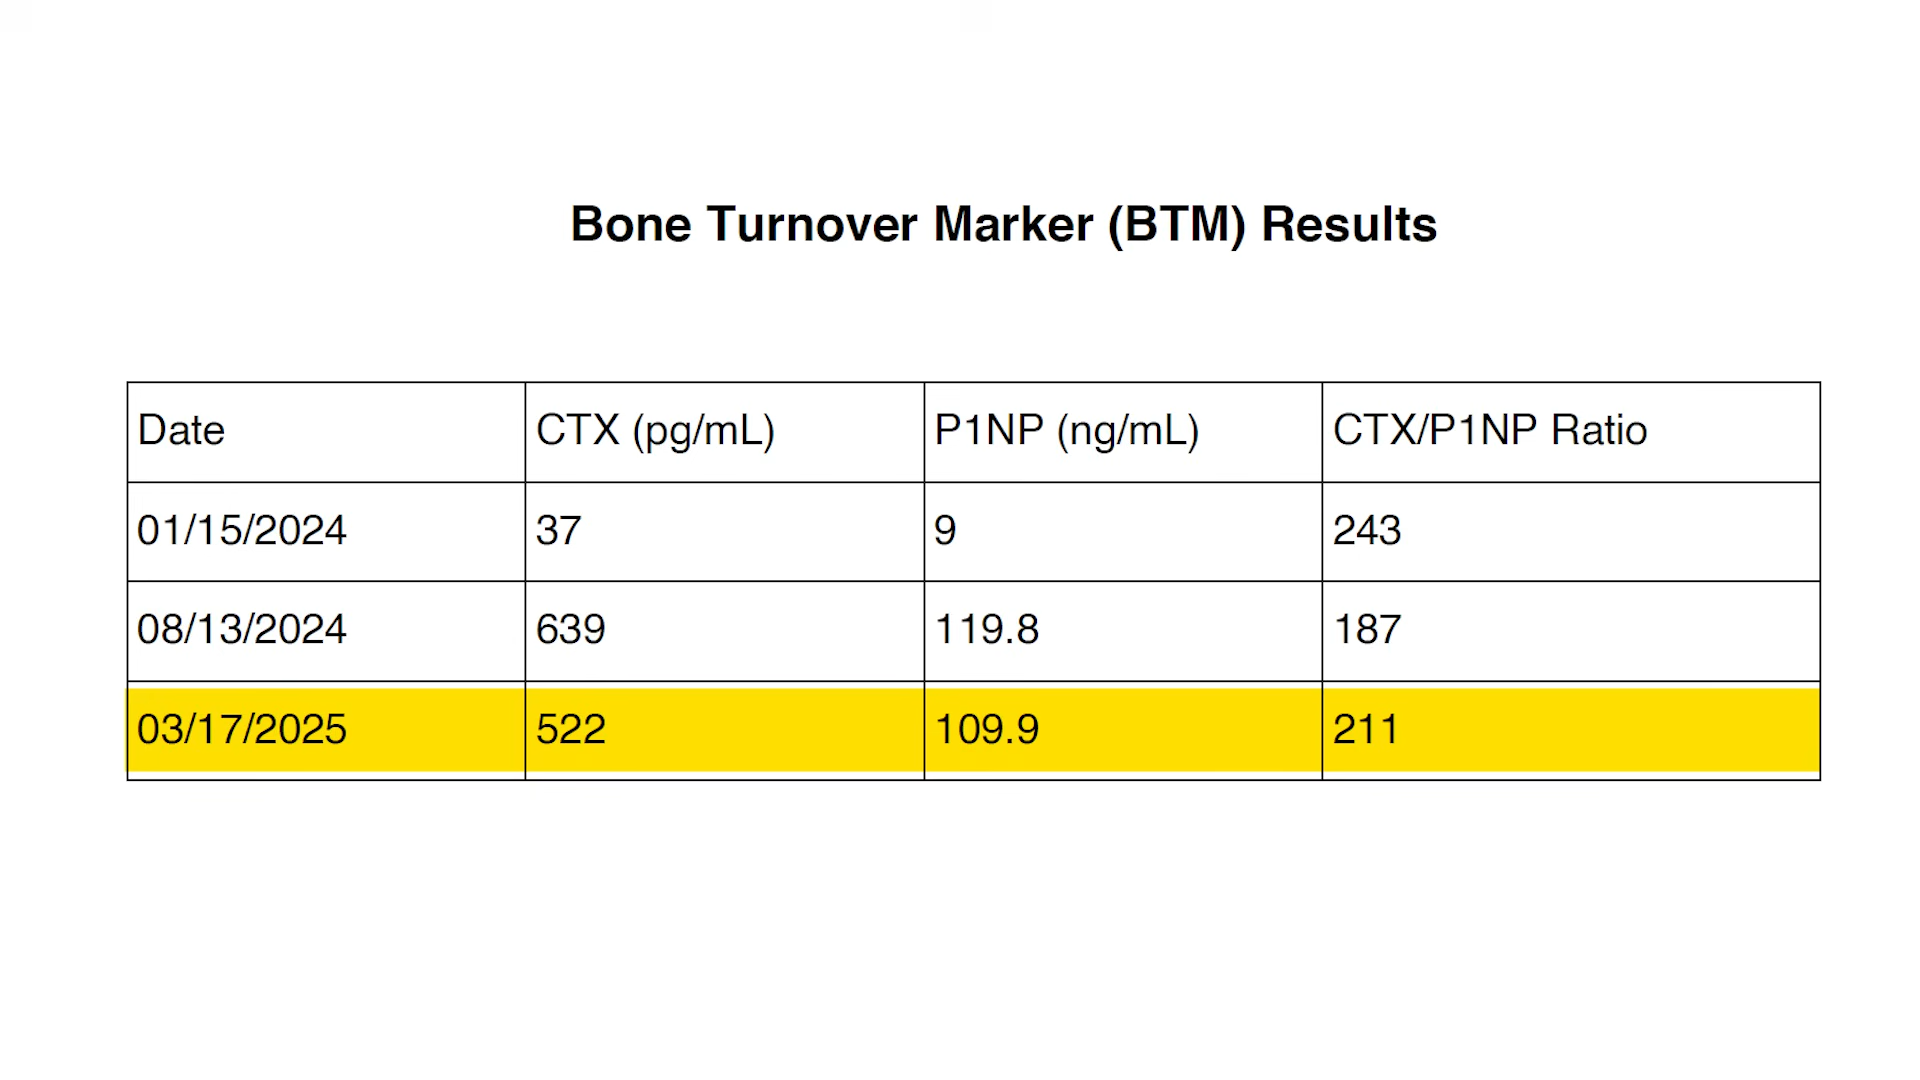 Bone Turnover Marker (BTM) Results
Date CTX (pg/mL) P1NP (ng/mL) CTX/P1NP Ratio
01/15/2024 37 9 243
08/13/2024 639 119.8 187
03/17/2025 522 109.9 211